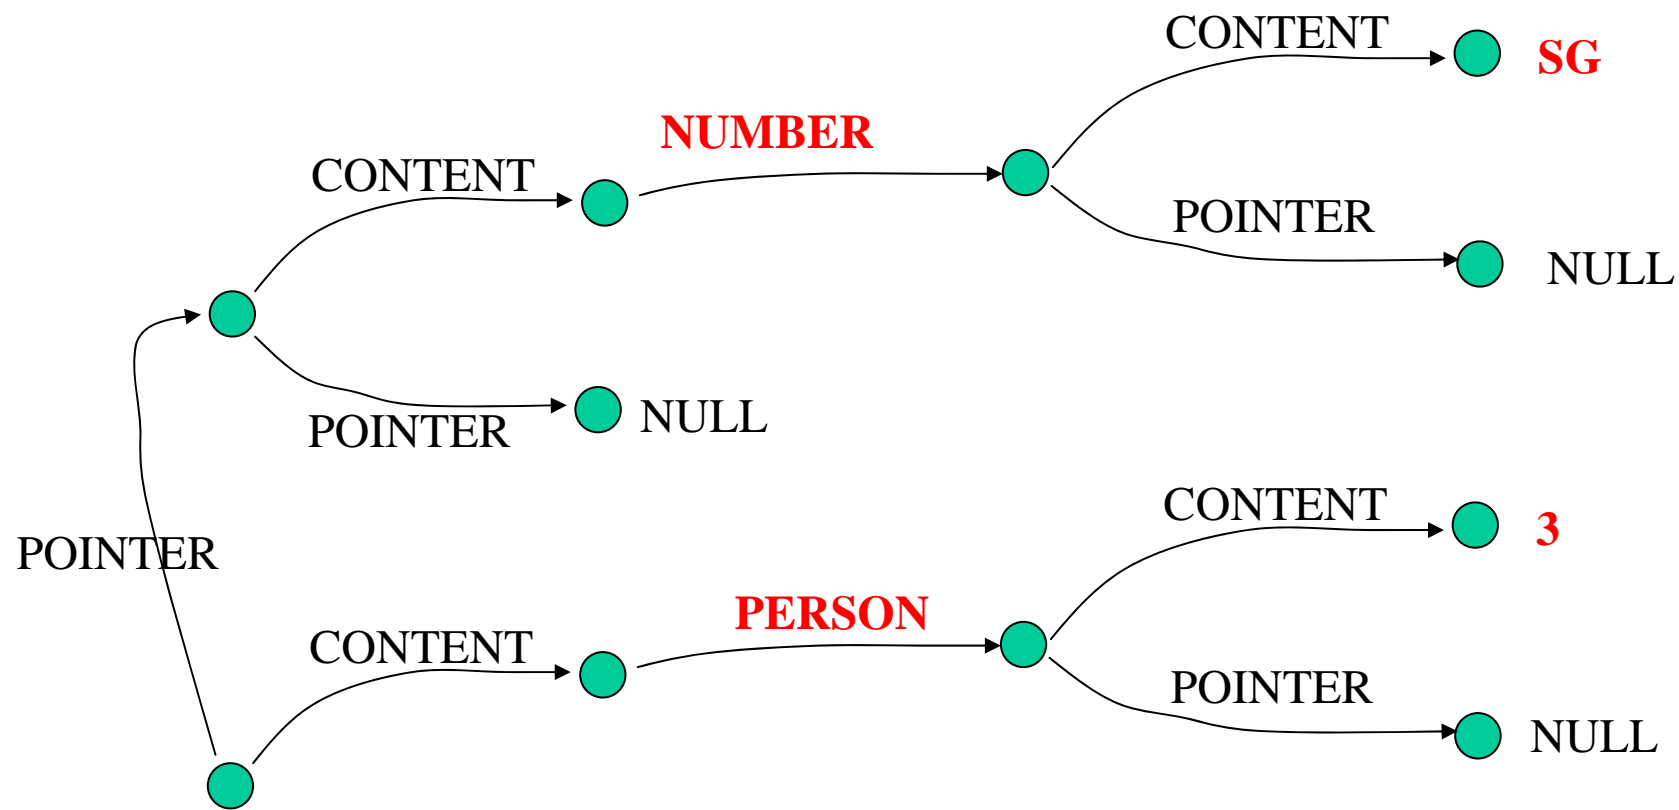 CONTENT
SG
NUMBER
CONTENT
POINTER
NULL
POINTER
NULL
CONTENT
3
POINTER
PERSON
CONTENT
POINTER
NULL